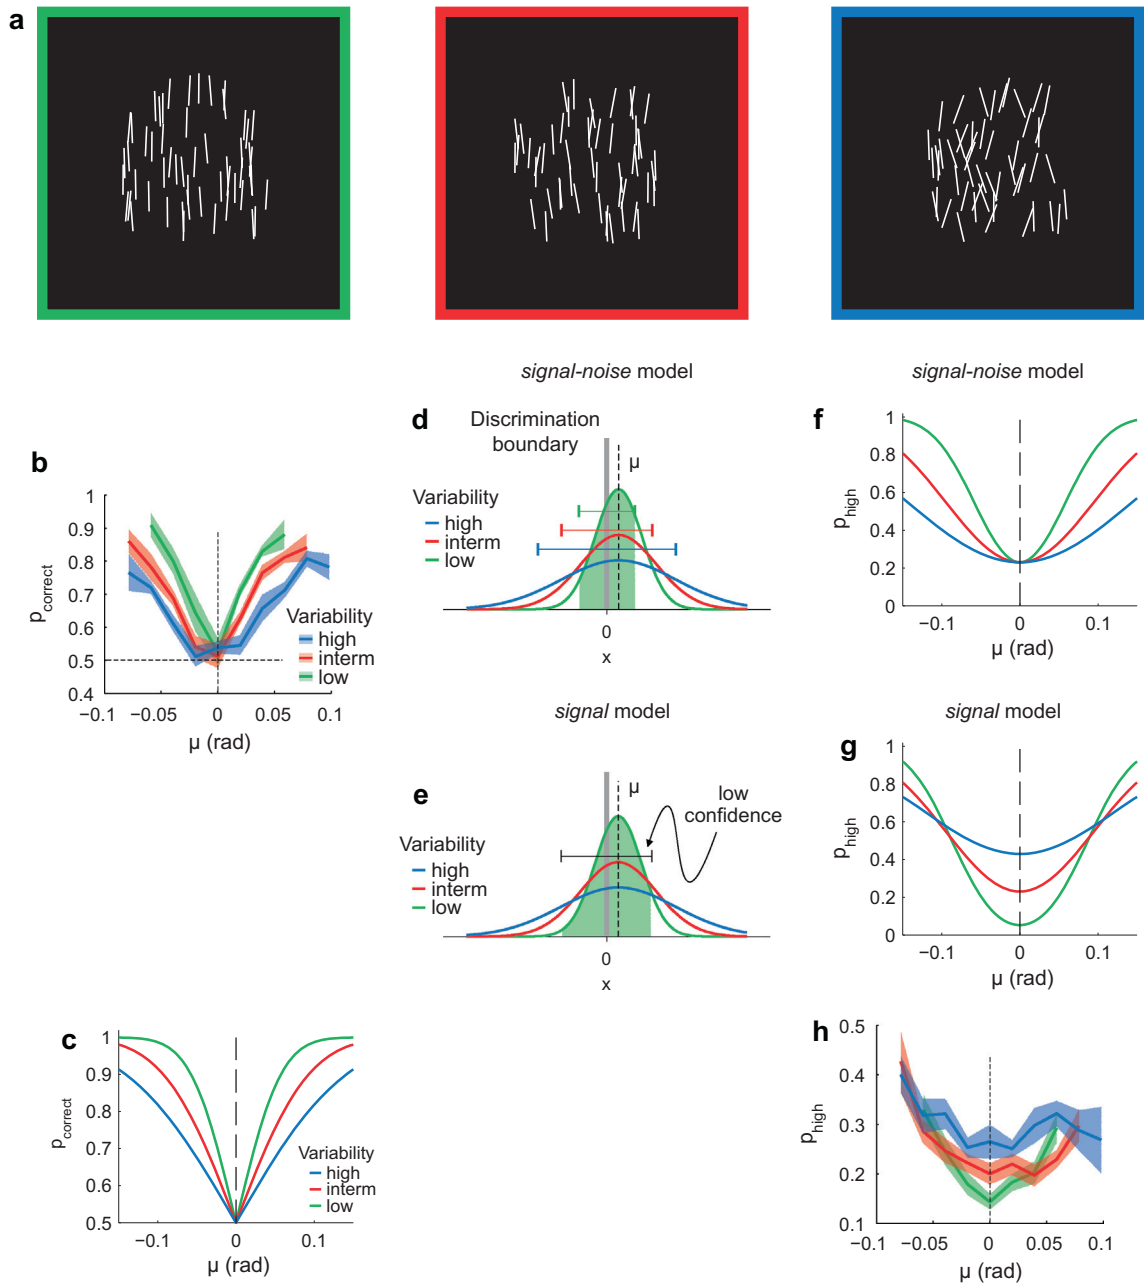 a
signal-noise model
signal-noise model
b
1
0.9
0.8
0.7
0.6
0.5
0.4
p_correct
Variability
high
interm
low
−0.1
−0.05
0
0.05
0.1
μ (rad)
d
Discrimination
boundary
μ
Variability
high
interm
low
0
x
f
1
0.8
0.6
0.4
0.2
0
p_high
−0.1
0
0.1
μ (rad)
signal model
signal model
e
μ
low
confidence
Variability
high
interm
low
0
x
g
1
0.8
0.6
0.4
0.2
0
p_high
−0.1
0
0.1
μ (rad)
c
1
0.9
0.8
0.7
0.6
0.5
p_correct
Variability
high
interm
low
−0.1
0
0.1
μ (rad)
h
0.5
0.4
0.3
0.2
0.1
p_high
−0.1
−0.05
0
0.05
0.1
μ (rad)